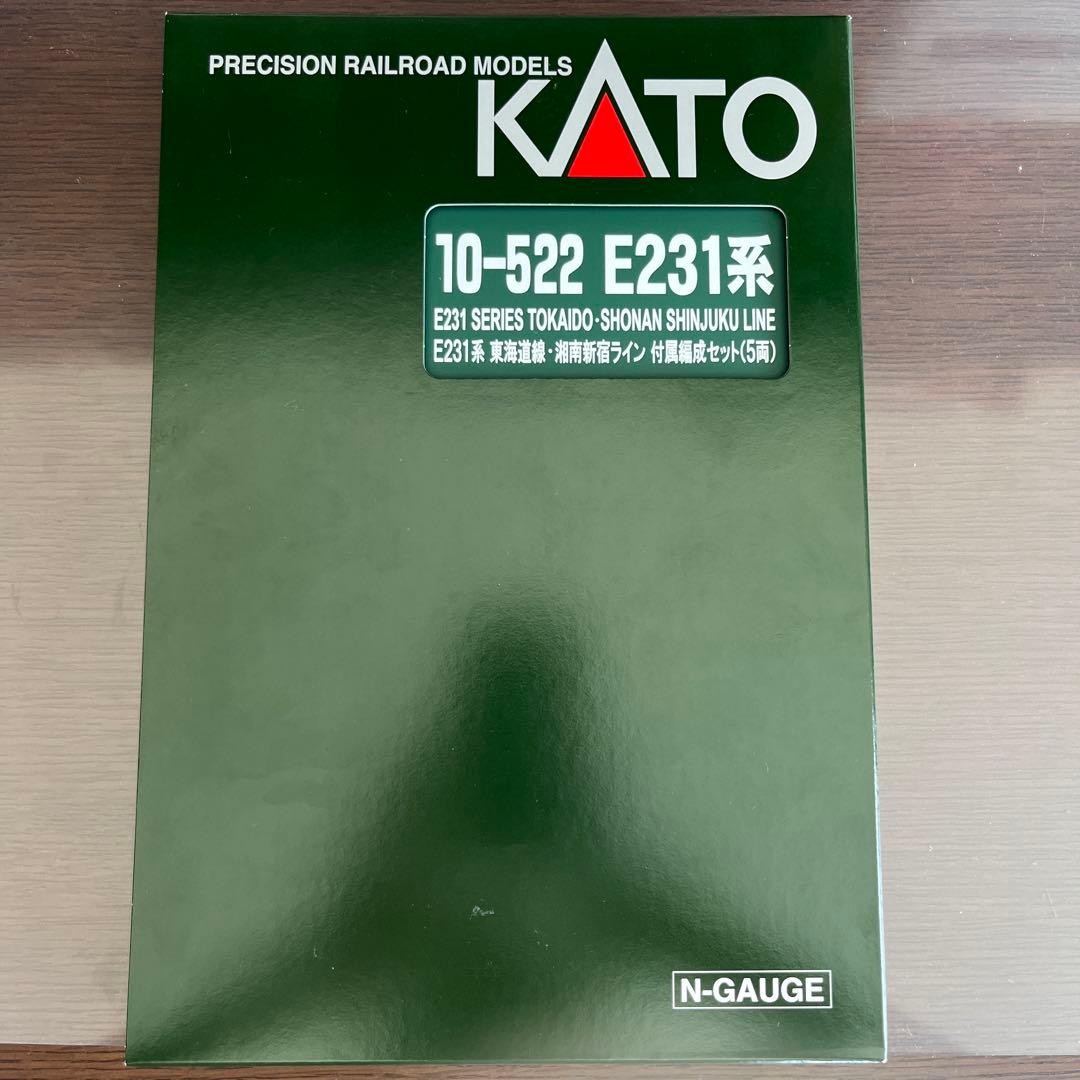 PRECISION RAILROAD MODELS
KATO
10-522 E231系
E231 SERIES TOKAIDO・SHONAN SHINJUKU LINE
E231系 東海道線・湘南新宿ライン 付属編成セット(5両)
N-GAUGE